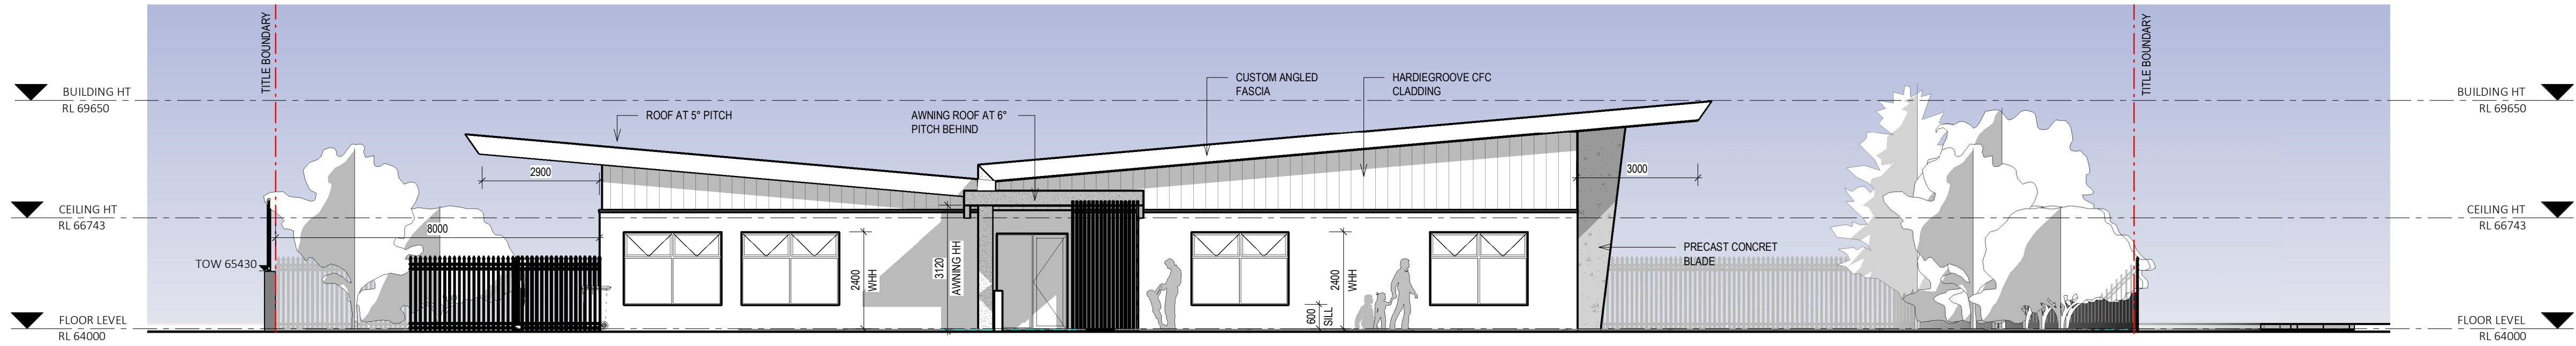 TITLE BOUNDARY
TITLE BOUNDARY
BUILDING HT
RL 69650
CUSTOM ANGLED
FASCIA
HARDIEGROOVE CFC
CLADDING
BUILDING HT
RL 69650
ROOF AT 5° PITCH
AWNING ROOF AT 6°
PITCH BEHIND
2900
3000
CEILING HT
RL 66743
CEILING HT
RL 66743
8000
TOW 65430
PRECAST CONCRET
BLADE
2400
WHH
3120
AWNING HH
2400
WHH
600
SILL
FLOOR LEVEL
RL 64000
FLOOR LEVEL
RL 64000